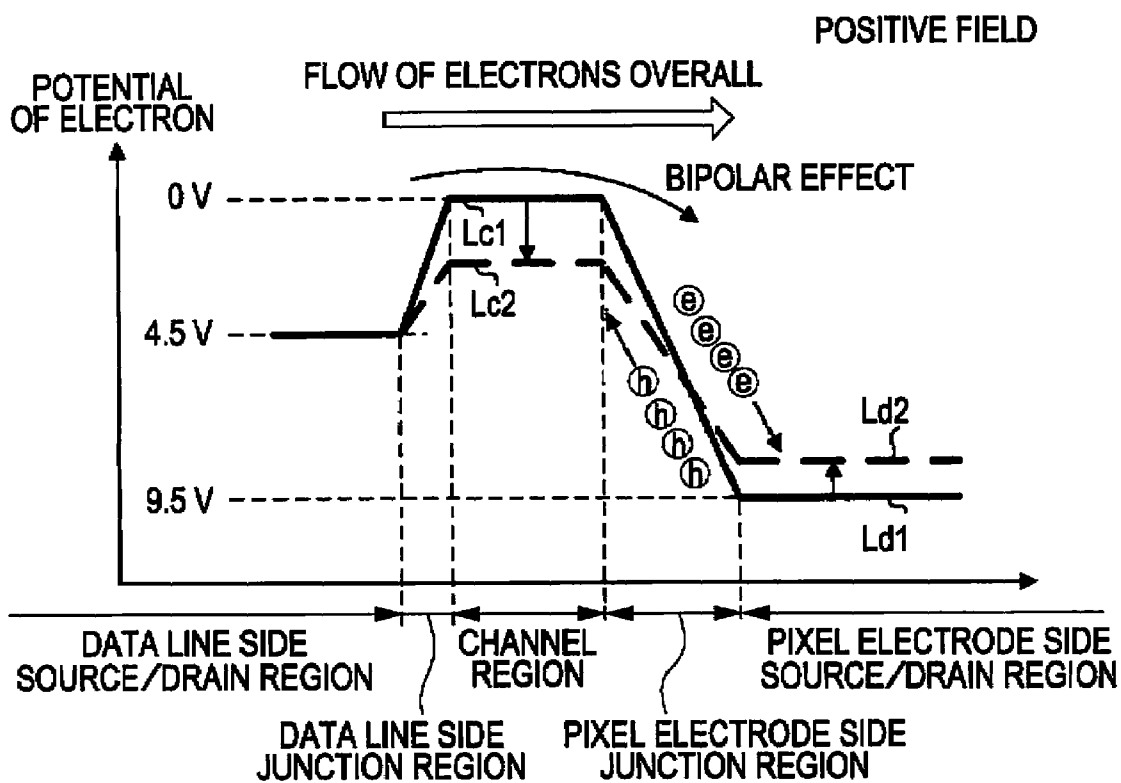 POSITIVE FIELD
FLOW OF ELECTRONS OVERALL
POTENTIAL
OF ELECTRON
BIPOLAR EFFECT
0 V
Lc1
Lc2
4.5 V
e
e
e
e
h
h
h
h
Ld2
9.5 V
Ld1
DATA LINE SIDE
SOURCE/DRAIN REGION
CHANNEL
REGION
PIXEL ELECTRODE SIDE
SOURCE/DRAIN REGION
DATA LINE SIDE
JUNCTION REGION
PIXEL ELECTRODE SIDE
JUNCTION REGION